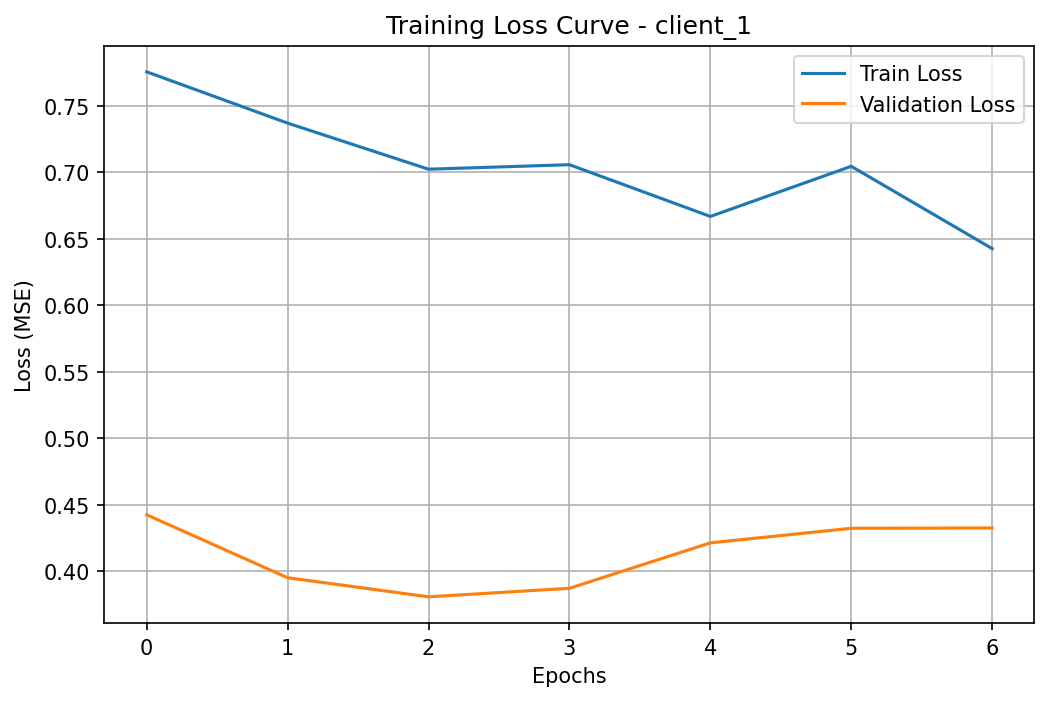 Training Loss Curve - client_1
Train Loss
Validation Loss
0.75
0.70
0.65
0.60
0.55
0.50
0.45
0.40
Loss (MSE)
0 1 2 3 4 5 6
Epochs